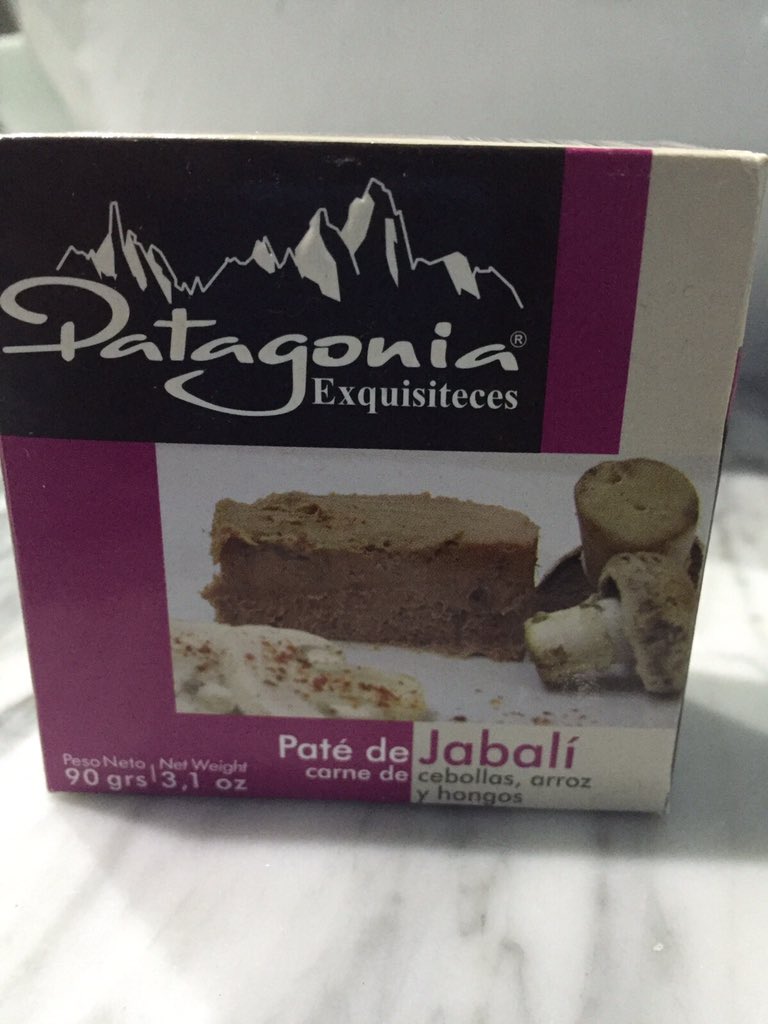 Patagonia®
Exquisiteces
Paté de Jabalí
carne de cebollas, arroz
y hongos
Peso Neto | Net Weight
90 grs | 3,1 oz